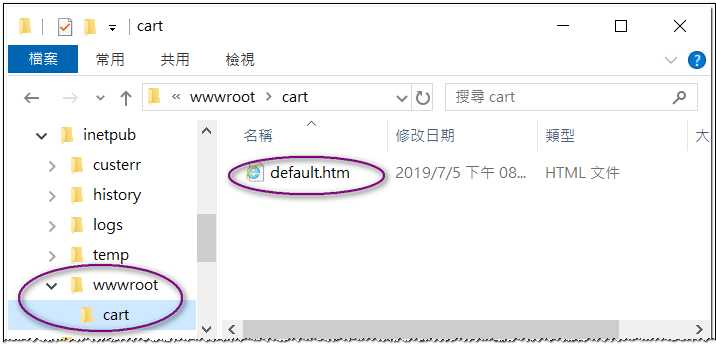 cart
檔案 常用 共用 檢視
« wwwroot > cart 搜尋 cart
inetpub
custerr
history
logs
temp
wwwroot
cart
名稱 修改日期 類型 大
default.htm 2019/7/5 下午 08... HTML 文件